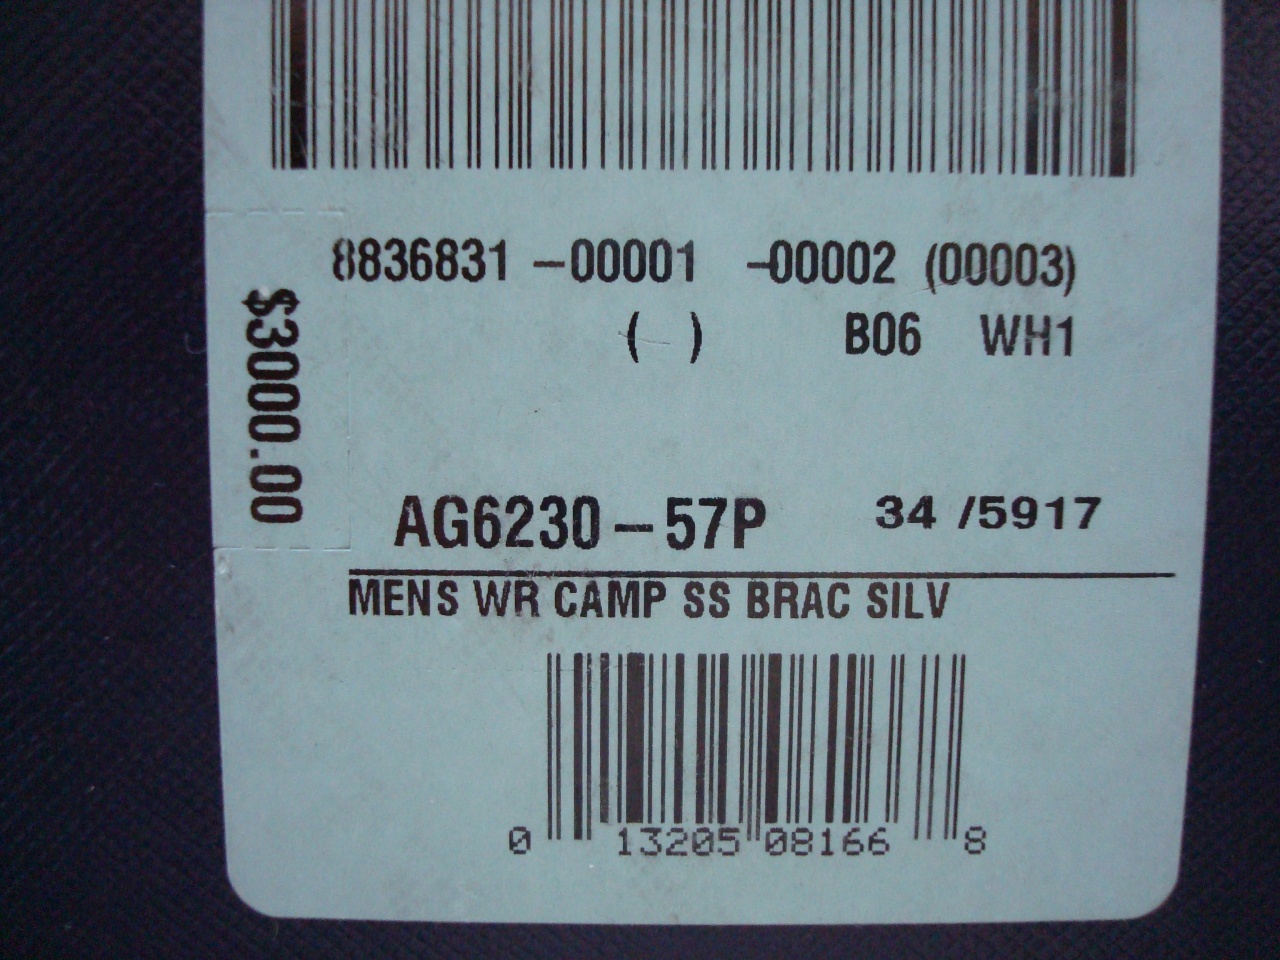 8836831 -00001 -00002 (00003)
( ) B06 WH1
$3000.00
AG6230-57P 34 /5917
MENS WR CAMP SS BRAC SILV
0 13205 08166 8